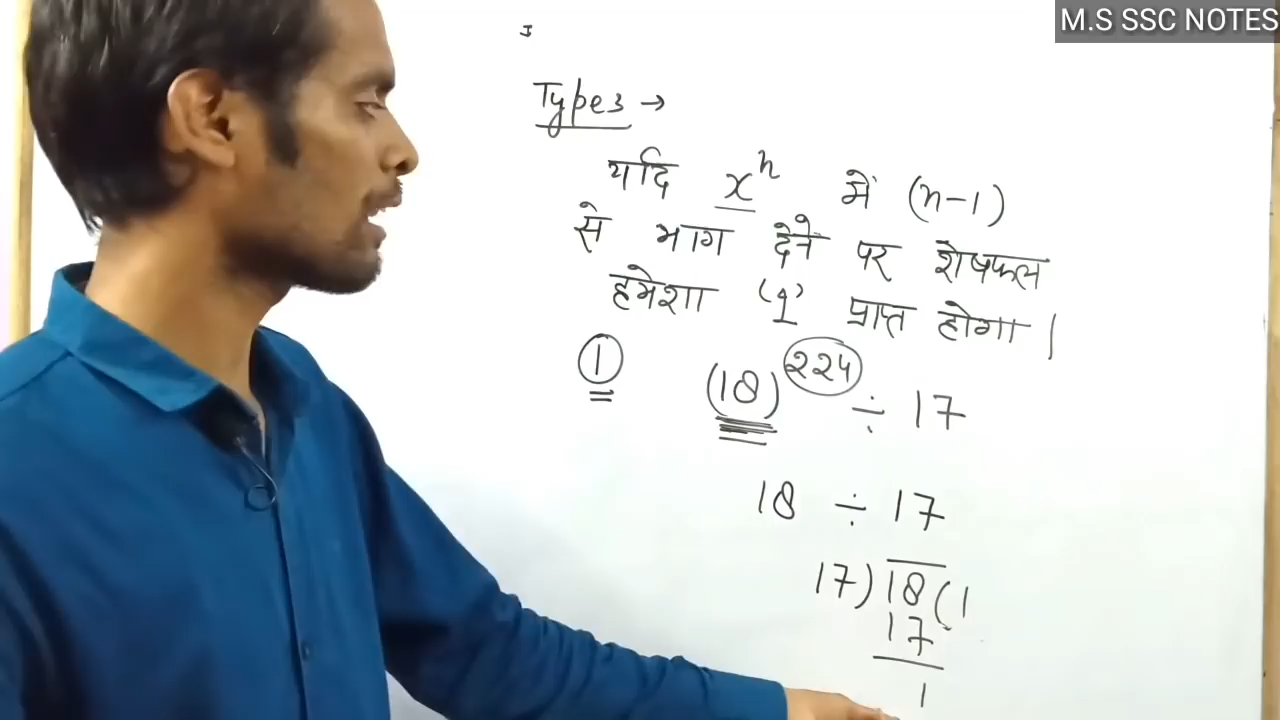 M.S SSC NOTES
Types →
यदि xⁿ में (n-1)
से भाग देने पर शेषफल
हमेशा '1' प्राप्त होगा।
① (18)²²⁴ ÷ 17
18 ÷ 17
17) 18 (1
17
1